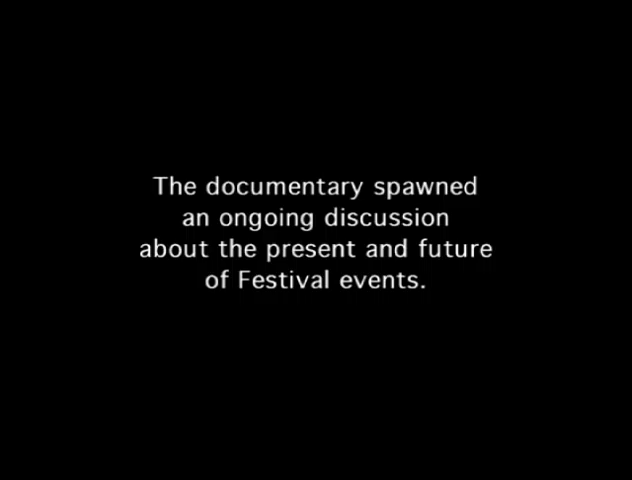 The documentary spawned
an ongoing discussion
about the present and future
of Festival events.